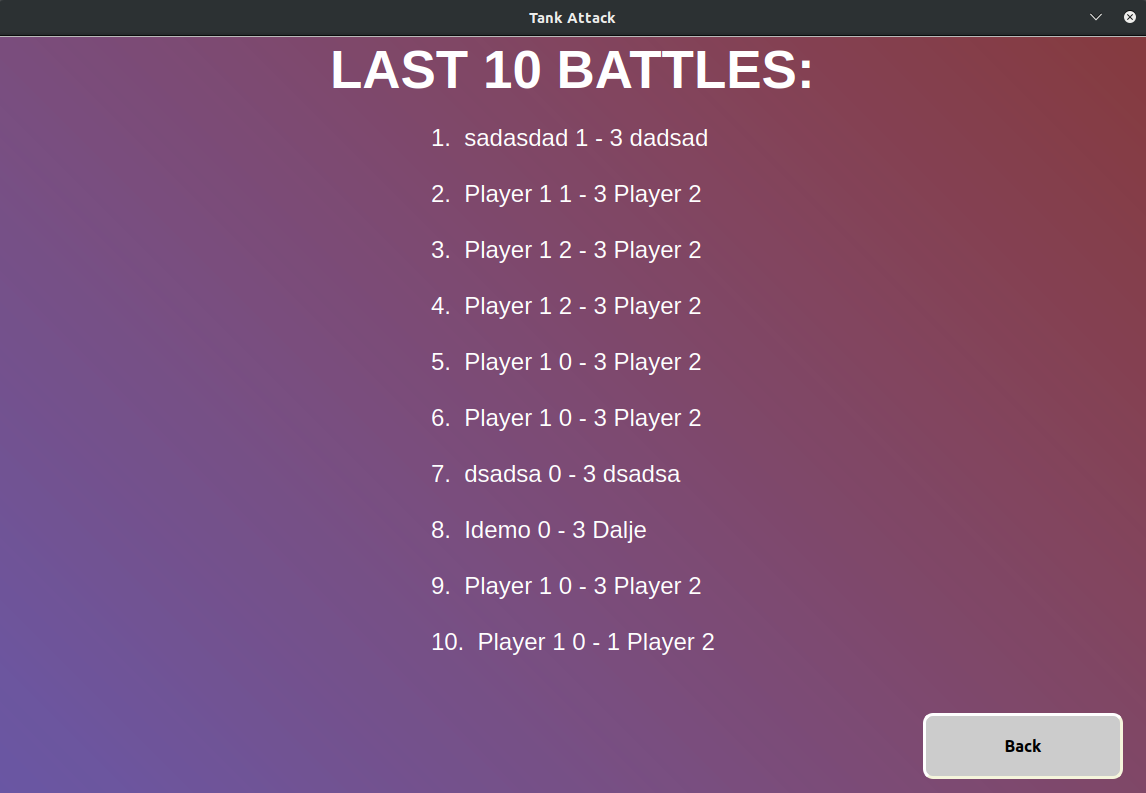 Tank Attack
LAST 10 BATTLES:
1. sadasdad 1 - 3 dadsad
2. Player 1 1 - 3 Player 2
3. Player 1 2 - 3 Player 2
4. Player 1 2 - 3 Player 2
5. Player 1 0 - 3 Player 2
6. Player 1 0 - 3 Player 2
7. dsadsa 0 - 3 dsadsa
8. Idemo 0 - 3 Dalje
9. Player 1 0 - 3 Player 2
10. Player 1 0 - 1 Player 2
Back